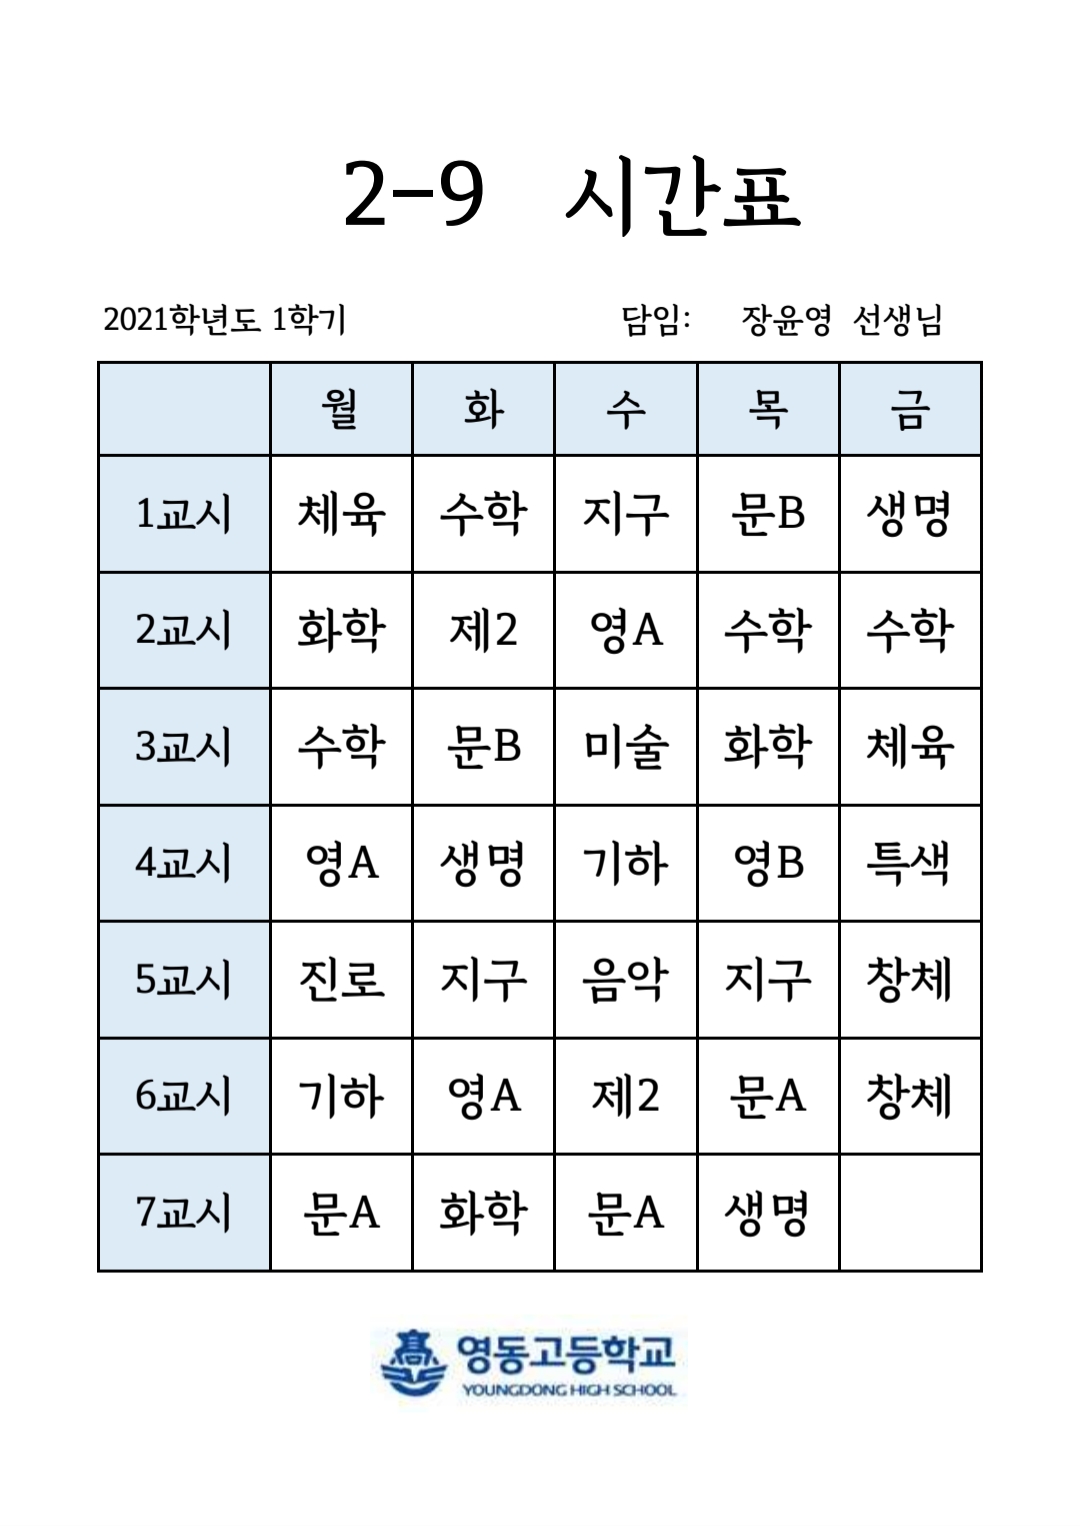 2-9 시간표
2021학년도 1학기 담임: 장윤영 선생님
월 화 수 목 금
1교시 체육 수학 지구 문B 생명
2교시 화학 제2 영A 수학 수학
3교시 수학 문B 미술 화학 체육
4교시 영A 생명 기하 영B 특색
5교시 진로 지구 음악 지구 창체
6교시 기하 영A 제2 문A 창체
7교시 문A 화학 문A 생명
高 영동고등학교
YOUNGDONG HIGH SCHOOL